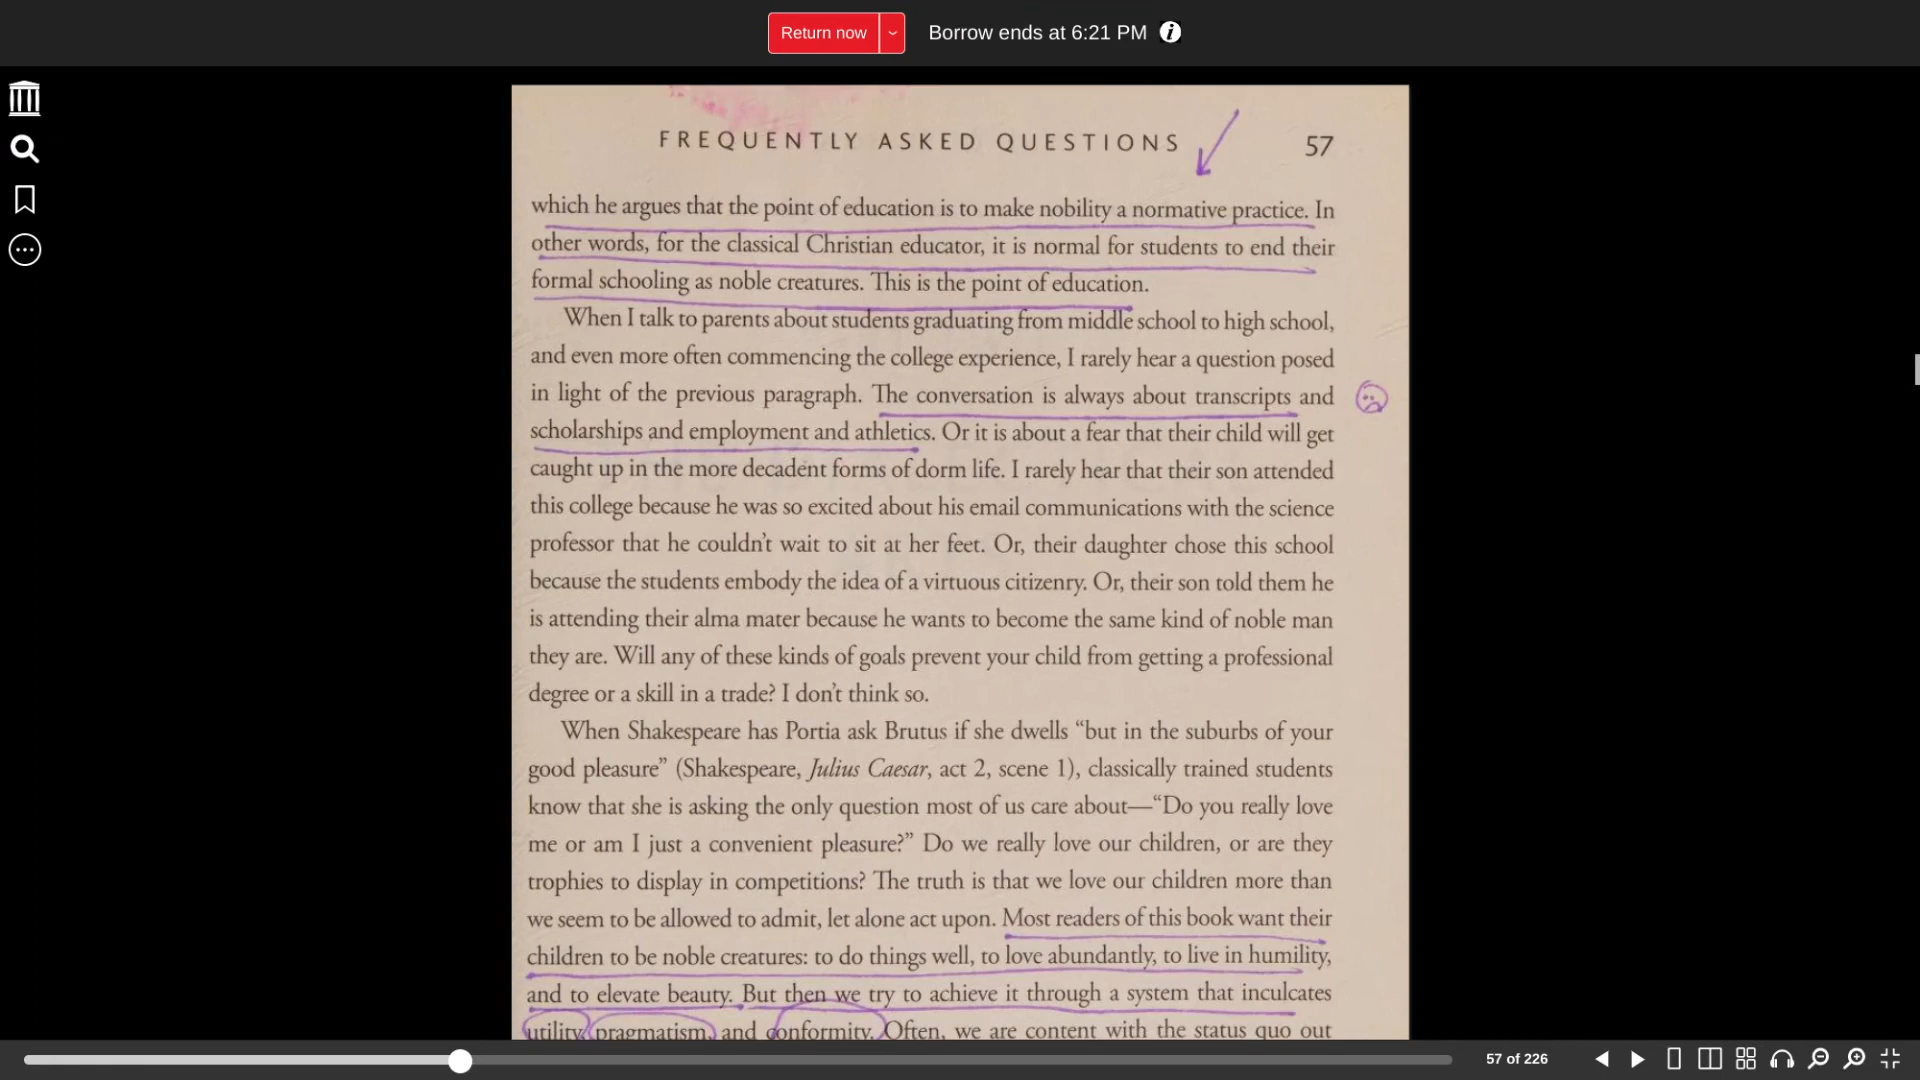 Return now
Borrow ends at 6:21 PM
FREQUENTLY ASKED QUESTIONS 57
which he argues that the point of education is to make nobility a normative practice. In
other words, for the classical Christian educator, it is normal for students to end their
formal schooling as noble creatures. This is the point of education.
When I talk to parents about students graduating from middle school to high school,
and even more often commencing the college experience, I rarely hear a question posed
in light of the previous paragraph. The conversation is always about transcripts and
scholarships and employment and athletics. Or it is about a fear that their child will get
caught up in the more decadent forms of dorm life. I rarely hear that their son attended
this college because he was so excited about his email communications with the science
professor that he couldn't wait to sit at her feet. Or, their daughter chose this school
because the students embody the idea of a virtuous citizenry. Or, their son told them he
is attending their alma mater because he wants to become the same kind of noble man
they are. Will any of these kinds of goals prevent your child from getting a professional
degree or a skill in a trade? I don't think so.
When Shakespeare has Portia ask Brutus if she dwells “but in the suburbs of your
good pleasure” (Shakespeare, Julius Caesar, act 2, scene 1), classically trained students
know that she is asking the only question most of us care about—“Do you really love
me or am I just a convenient pleasure?” Do we really love our children, or are they
trophies to display in competitions? The truth is that we love our children more than
we seem to be allowed to admit, let alone act upon. Most readers of this book want their
children to be noble creatures: to do things well, to love abundantly, to live in humility,
and to elevate beauty. But then we try to achieve it through a system that inculcates
utility, pragmatism, and conformity. Often, we are content with the status quo out
57 of 226